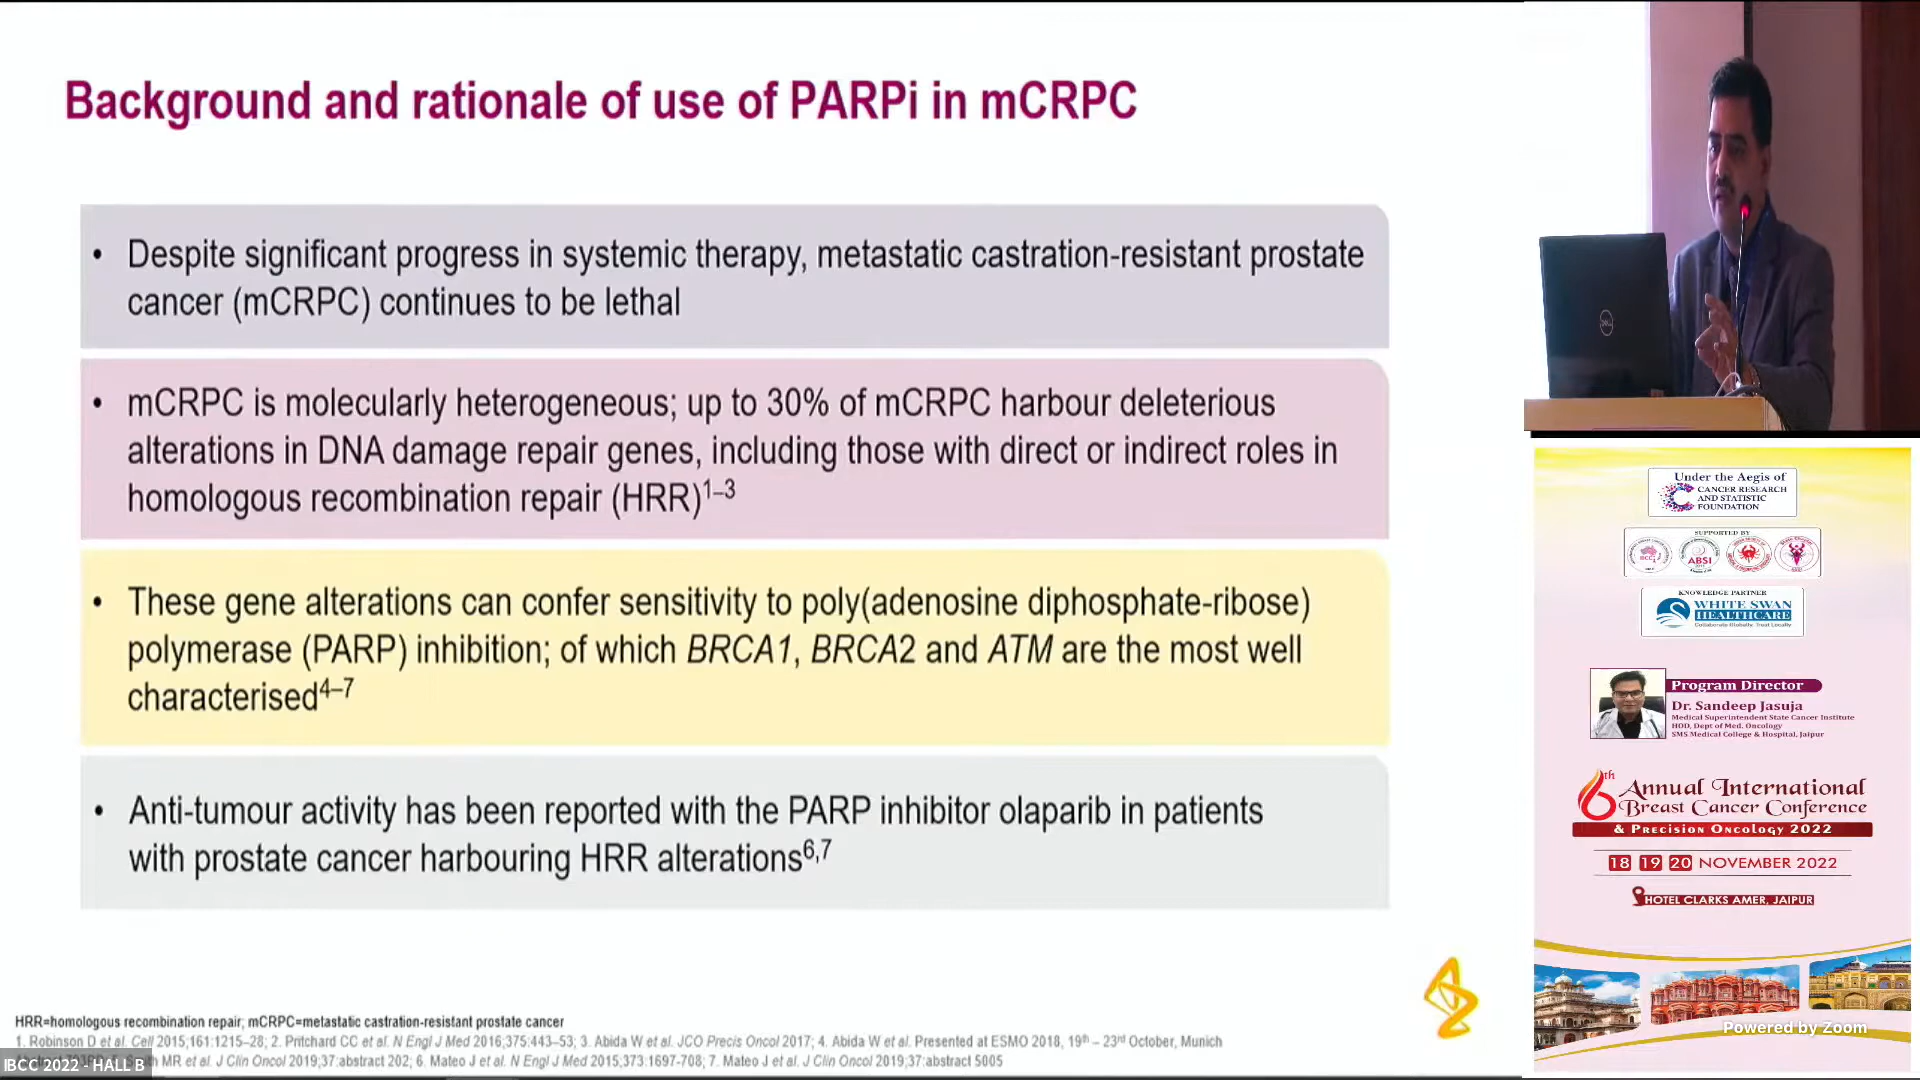 Background and rationale of use of PARPi in mCRPC
• Despite significant progress in systemic therapy, metastatic castration-resistant prostate
cancer (mCRPC) continues to be lethal
• mCRPC is molecularly heterogeneous; up to 30% of mCRPC harbour deleterious
alterations in DNA damage repair genes, including those with direct or indirect roles in
homologous recombination repair (HRR)1–3
• These gene alterations can confer sensitivity to poly(adenosine diphosphate-ribose)
polymerase (PARP) inhibition; of which BRCA1, BRCA2 and ATM are the most well
characterised4–7
• Anti-tumour activity has been reported with the PARP inhibitor olaparib in patients
with prostate cancer harbouring HRR alterations6,7
HRR=homologous recombination repair; mCRPC=metastatic castration-resistant prostate cancer
1. Robinson D et al. Cell 2015;161:1215–28; 2. Pritchard CC et al. N Engl J Med 2016;375:443–53; 3. Abida W et al. JCO Precis Oncol 2017; 4. Abida W et al. Presented at ESMO 2018, 19th – 23rd October, Munich
MR et al. J Clin Oncol 2019;37:abstract 202; 6. Mateo J et al. N Engl J Med 2015;373:1697-708; 7. Mateo J et al. J Clin Oncol 2019;37:abstract 5005
IBCC 2022 - HALL B
DELL
Under the Aegis of
CANCER RESEARCH
AND STATISTIC
FOUNDATION
SUPPORTED BY
ABSI
KNOWLEDGE PARTNER
WHITE SWAN
HEALTHCARE
Collaborate Globally, Treat Locally
Program Director
Dr. Sandeep Jasuja
Medical Superintendent State Cancer Institute
HOD, Dept of Med. Oncology
SMS Medical College & Hospital, Jaipur
6th Annual International
Breast Cancer Conference
& Precision Oncology 2022
18 19 20 NOVEMBER 2022
HOTEL CLARKS AMER, JAIPUR
Powered by Zoom